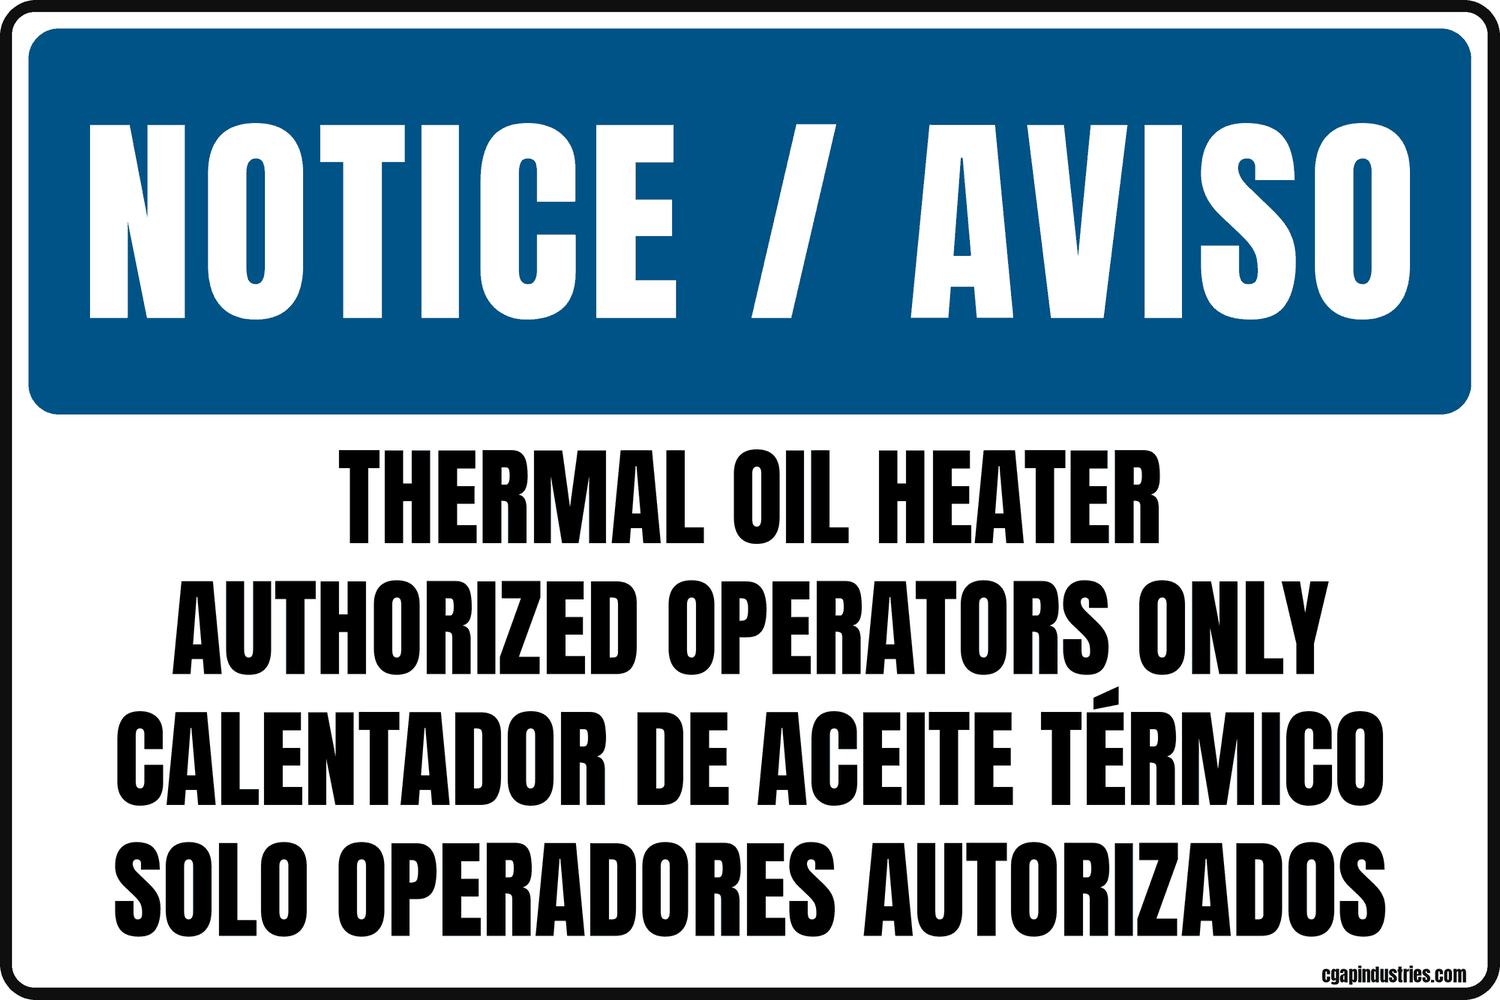 NOTICE / AVISO
THERMAL OIL HEATER
AUTHORIZED OPERATORS ONLY
CALENTADOR DE ACEITE TÉRMICO
SOLO OPERADORES AUTORIZADOS
cgapindustries.com